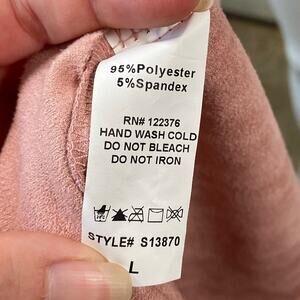 95%Polyester
5%Spandex
RN# 122376
HAND WASH COLD
DO NOT BLEACH
DO NOT IRON
STYLE# S13870
L